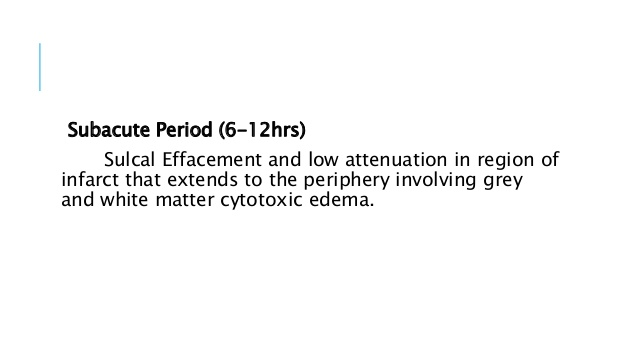 Subacute Period (6-12hrs)
Sulcal Effacement and low attenuation in region of
infarct that extends to the periphery involving grey
and white matter cytotoxic edema.